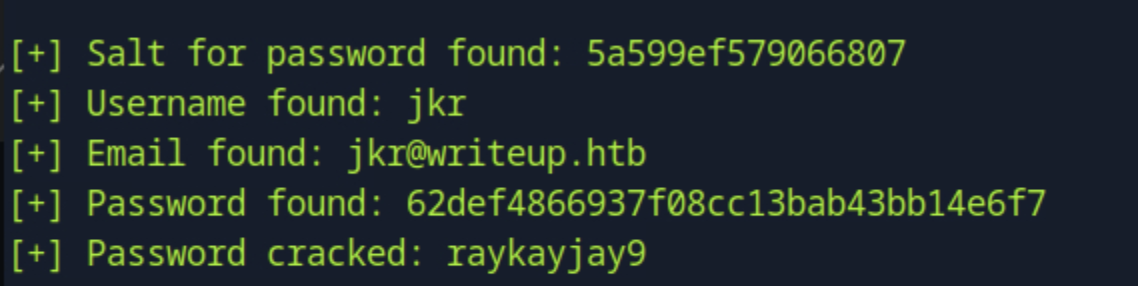 [+] Salt for password found: 5a599ef579066807
[+] Username found: jkr
[+] Email found: jkr@writeup.htb
[+] Password found: 62def4866937f08cc13bab43bb14e6f7
[+] Password cracked: raykayjay9